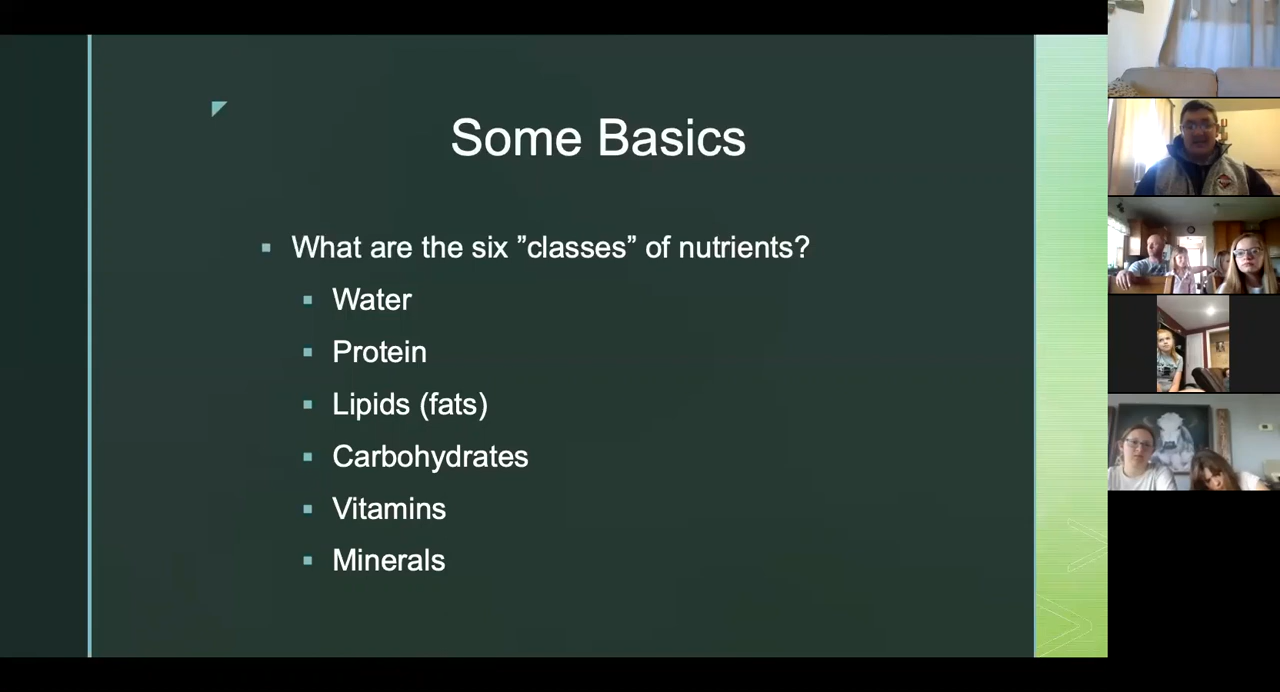 Some Basics
What are the six ”classes” of nutrients?
Water
Protein
Lipids (fats)
Carbohydrates
Vitamins
Minerals